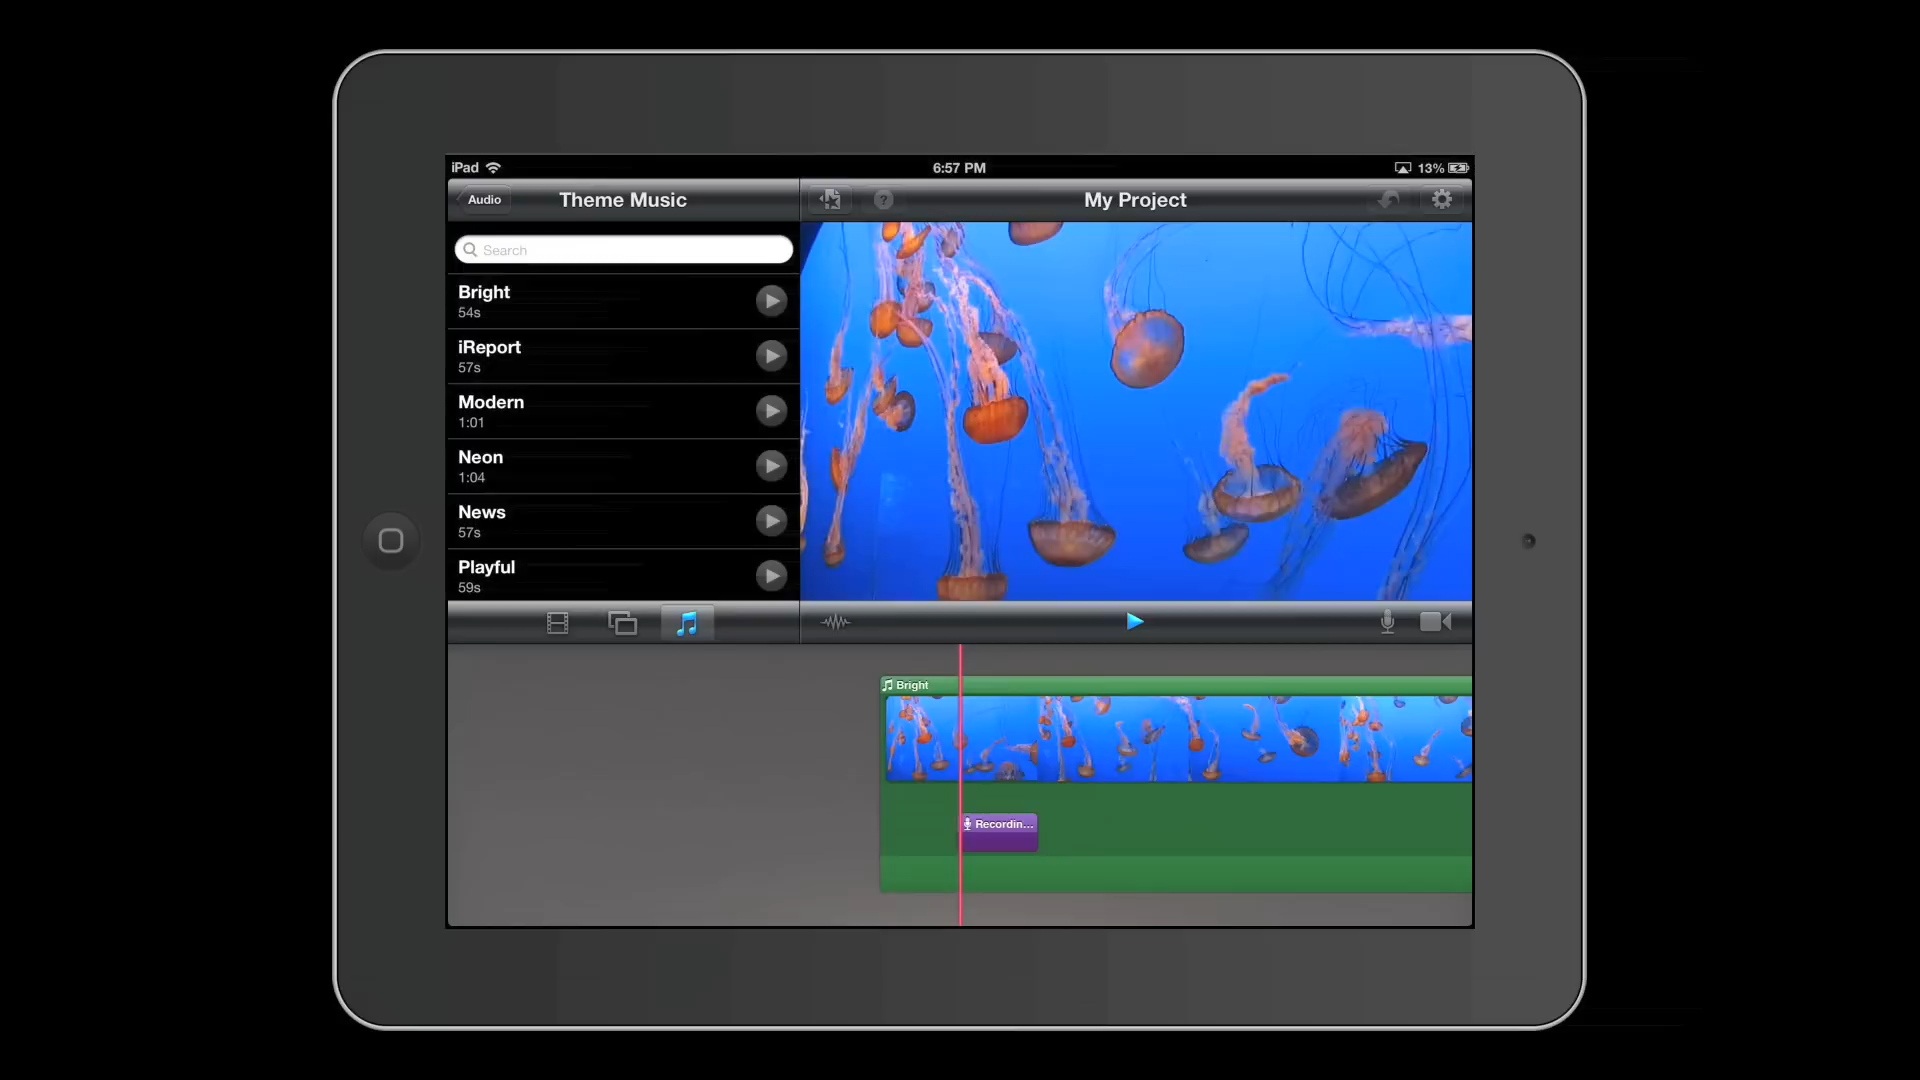 iPad
6:57 PM
13%
Audio
Theme Music
?
My Project
Search
Bright
54s
iReport
57s
Modern
1:01
Neon
1:04
News
57s
Playful
59s
Bright
Recordin...